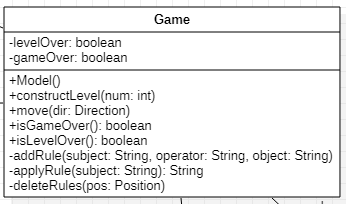 Game
-levelOver: boolean
-gameOver: boolean
+Model()
+constructLevel(num: int)
+move(dir: Direction)
+isGameOver(): boolean
+isLevelOver(): boolean
-addRule(subject: String, operator: String, object: String)
-applyRule(subject: String): String
-deleteRules(pos: Position)